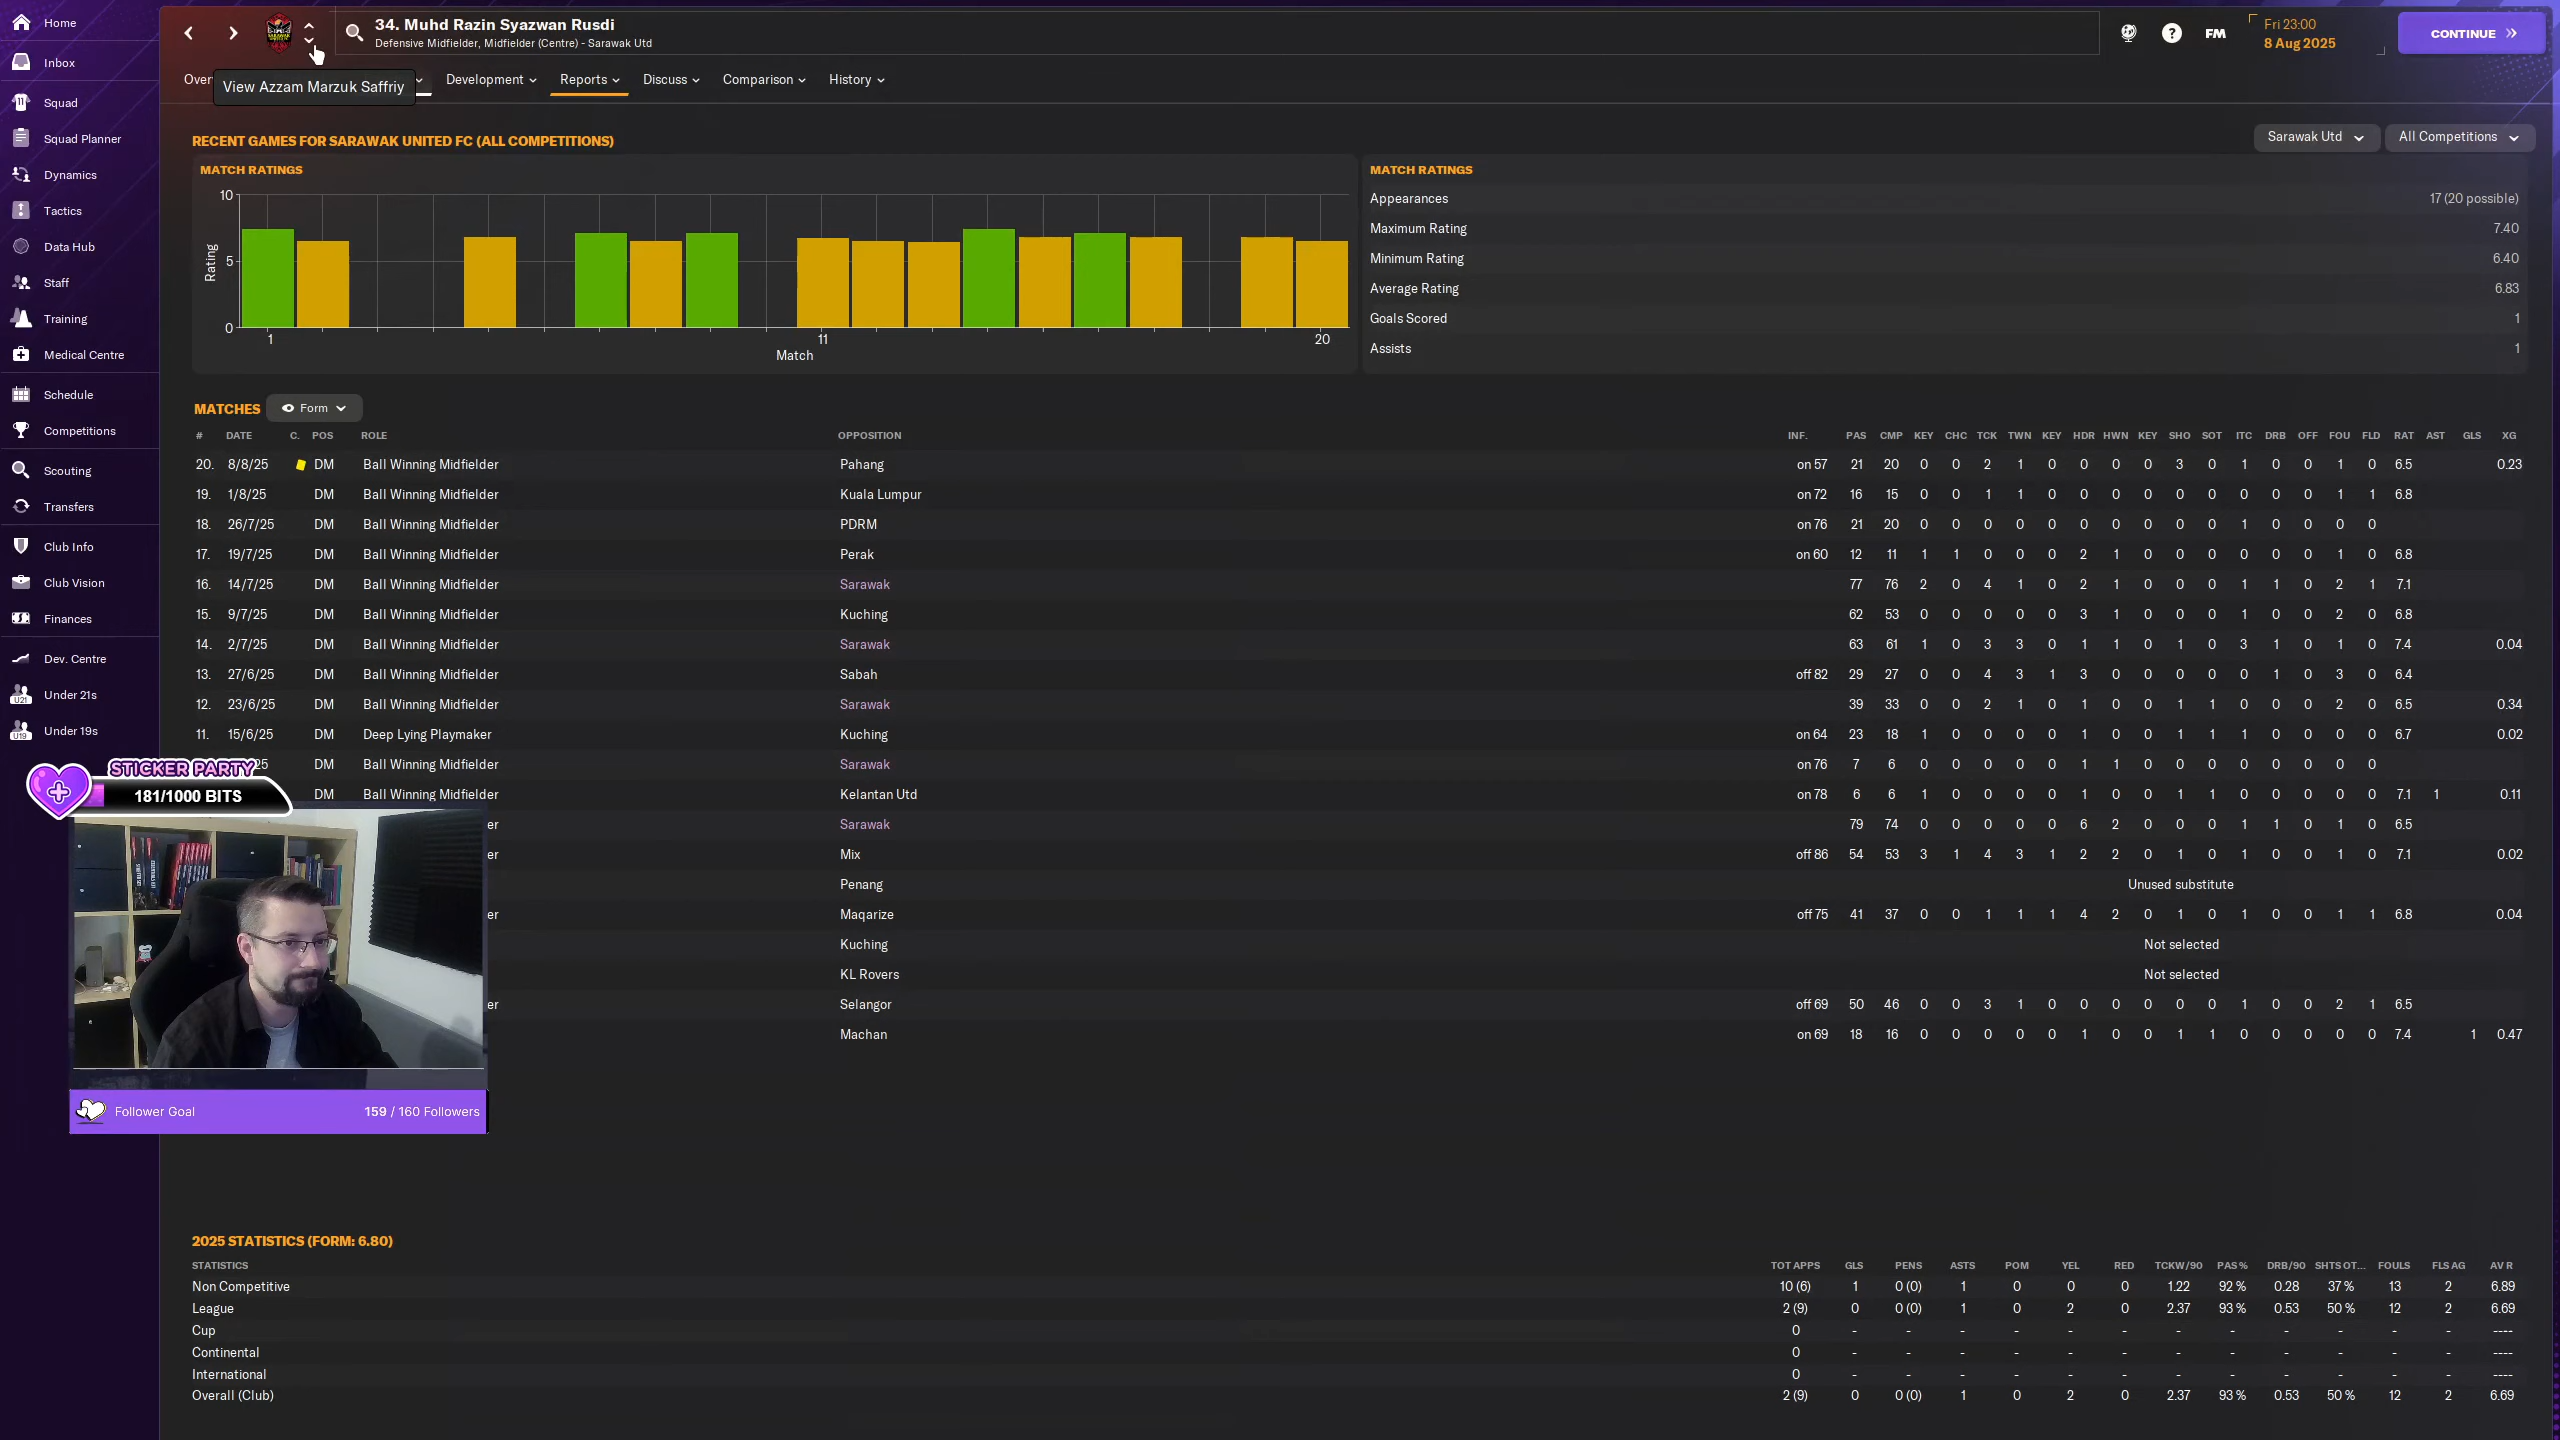 Home
Inbox
Squad
Squad Planner
Dynamics
Tactics
Data Hub
Staff
Training
Medical Centre
Schedule
Competitions
Scouting
Transfers
Club Info
Club Vision
Finances
Dev. Centre
Under 21s
Under 19s
34. Muhd Razin Syazwan Rusdi
Defensive Midfielder, Midfielder (Centre) - Sarawak Utd
FM
Fri 23:00
8 Aug 2025
CONTINUE
Over
View Azzam Marzuk Saffriy
Development Reports Discuss Comparison History
RECENT GAMES FOR SARAWAK UNITED FC (ALL COMPETITIONS)
Sarawak Utd All Competitions
MATCH RATINGS
10
5
0
Rating
1 11 20
Match
MATCH RATINGS
Appearances 17 (20 possible)
Maximum Rating 7.40
Minimum Rating 6.40
Average Rating 6.83
Goals Scored 1
Assists 1
MATCHES Form
# DATE C. POS ROLE OPPOSITION INF. PAS CMP KEY CHC TCK TWN KEY HDR HWN KEY SHO SOT ITC DRB OFF FOU FLD RAT AST GLS XG
20. 8/8/25 DM Ball Winning Midfielder Pahang on 57 21 20 0 0 2 1 0 0 0 0 3 0 1 0 0 1 0 6.5 0.23
19. 1/8/25 DM Ball Winning Midfielder Kuala Lumpur on 72 16 15 0 0 1 1 0 0 0 0 0 0 0 0 0 1 1 6.8
18. 26/7/25 DM Ball Winning Midfielder PDRM on 76 21 20 0 0 0 0 0 0 0 0 0 0 1 0 0 0 0
17. 19/7/25 DM Ball Winning Midfielder Perak on 60 12 11 1 1 0 0 0 2 1 0 0 0 0 0 0 1 0 6.8
16. 14/7/25 DM Ball Winning Midfielder Sarawak 77 76 2 0 4 1 0 2 1 0 0 0 1 1 0 2 1 7.1
15. 9/7/25 DM Ball Winning Midfielder Kuching 62 53 0 0 0 0 0 3 1 0 0 0 1 0 0 2 0 6.8
14. 2/7/25 DM Ball Winning Midfielder Sarawak 63 61 1 0 3 3 0 1 1 0 1 0 3 1 0 1 0 7.4 0.04
13. 27/6/25 DM Ball Winning Midfielder Sabah off 82 29 27 0 0 4 3 1 3 0 0 0 0 0 1 0 3 0 6.4
12. 23/6/25 DM Ball Winning Midfielder Sarawak 39 33 0 0 2 1 0 1 0 0 1 1 0 0 0 2 0 6.5 0.34
11. 15/6/25 DM Deep Lying Playmaker Kuching on 64 23 18 1 0 0 0 0 1 0 0 1 1 1 0 0 1 0 6.7 0.02
25 DM Ball Winning Midfielder Sarawak on 76 7 6 0 0 0 0 0 1 1 0 0 0 0 0 0 0 0
DM Ball Winning Midfielder Kelantan Utd on 78 6 6 1 0 0 0 0 1 0 0 1 1 0 0 0 0 0 7.1 1 0.11
er Sarawak 79 74 0 0 0 0 0 6 2 0 0 0 1 1 0 1 0 6.5
er Mix off 86 54 53 3 1 4 3 1 2 2 0 1 0 1 0 0 1 0 7.1 0.02
Penang Unused substitute
er Maqarize off 75 41 37 0 0 1 1 1 4 2 0 1 0 1 0 0 1 1 6.8 0.04
Kuching Not selected
KL Rovers Not selected
er Selangor off 69 50 46 0 0 3 1 0 0 0 0 0 0 1 0 0 2 1 6.5
Machan on 69 18 16 0 0 0 0 0 1 0 0 1 1 0 0 0 0 0 7.4 1 0.47
STICKER PARTY
181/1000 BITS
Follower Goal 159 / 160 Followers
2025 STATISTICS (FORM: 6.80)
STATISTICS TOT APPS GLS PENS ASTS POM YEL RED TCKW/90 PAS % DRB/90 SHTS OT... FOULS FLS AG AV R
Non Competitive 10 (6) 1 0 (0) 1 0 0 0 1.22 92 % 0.28 37 % 13 2 6.89
League 2 (9) 0 0 (0) 1 0 2 0 2.37 93 % 0.53 50 % 12 2 6.69
Cup 0 - - - - - - - - - - - - ----
Continental 0 - - - - - - - - - - - - ----
International 0 - - - - - - - - - - - - ----
Overall (Club) 2 (9) 0 0 (0) 1 0 2 0 2.37 93 % 0.53 50 % 12 2 6.69